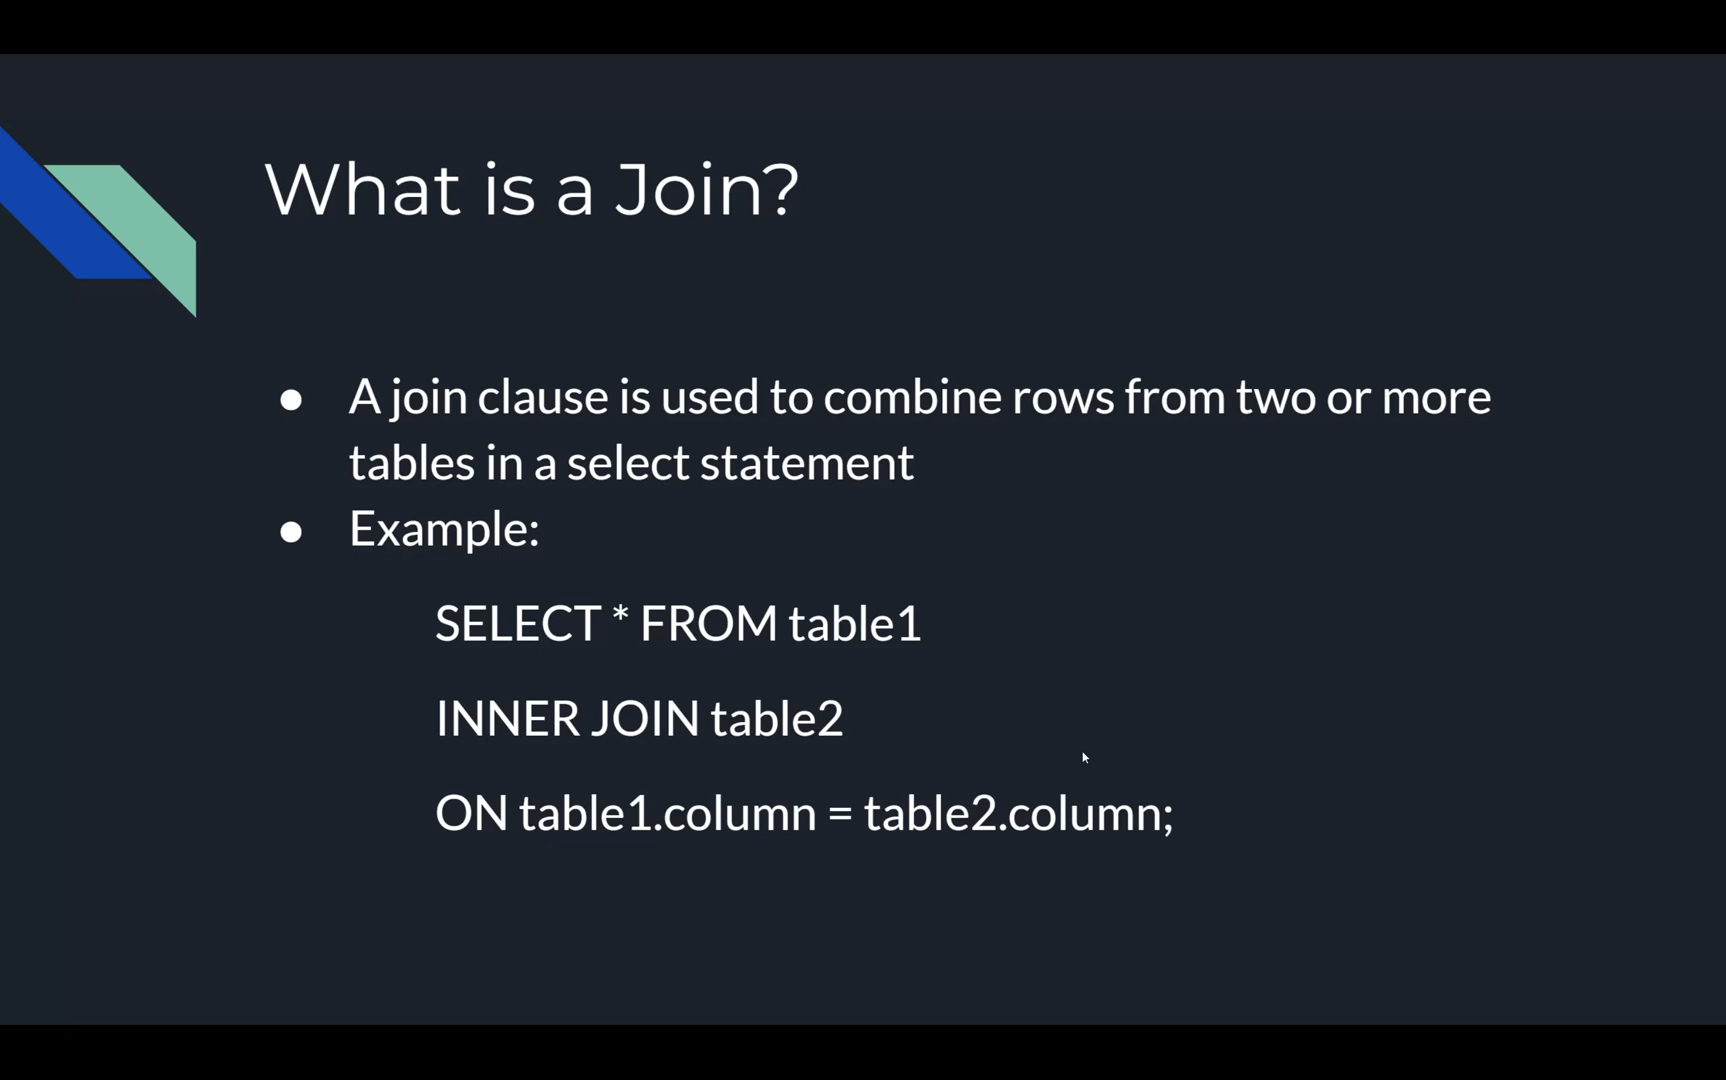 What is a Join?
● A join clause is used to combine rows from two or more
tables in a select statement
● Example:
SELECT * FROM table1
INNER JOIN table2
ON table1.column = table2.column;